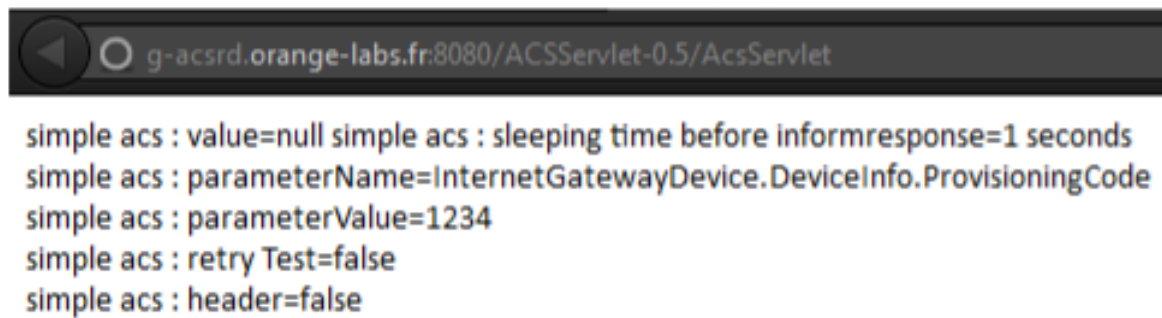 g-acsrd.orange-labs.fr:8080/ACSServlet-0.5/AcsServlet
simple acs : value=null simple acs : sleeping time before informresponse=1 seconds
simple acs : parameterName=InternetGatewayDevice.DeviceInfo.ProvisioningCode
simple acs : parameterValue=1234
simple acs : retry Test=false
simple acs : header=false